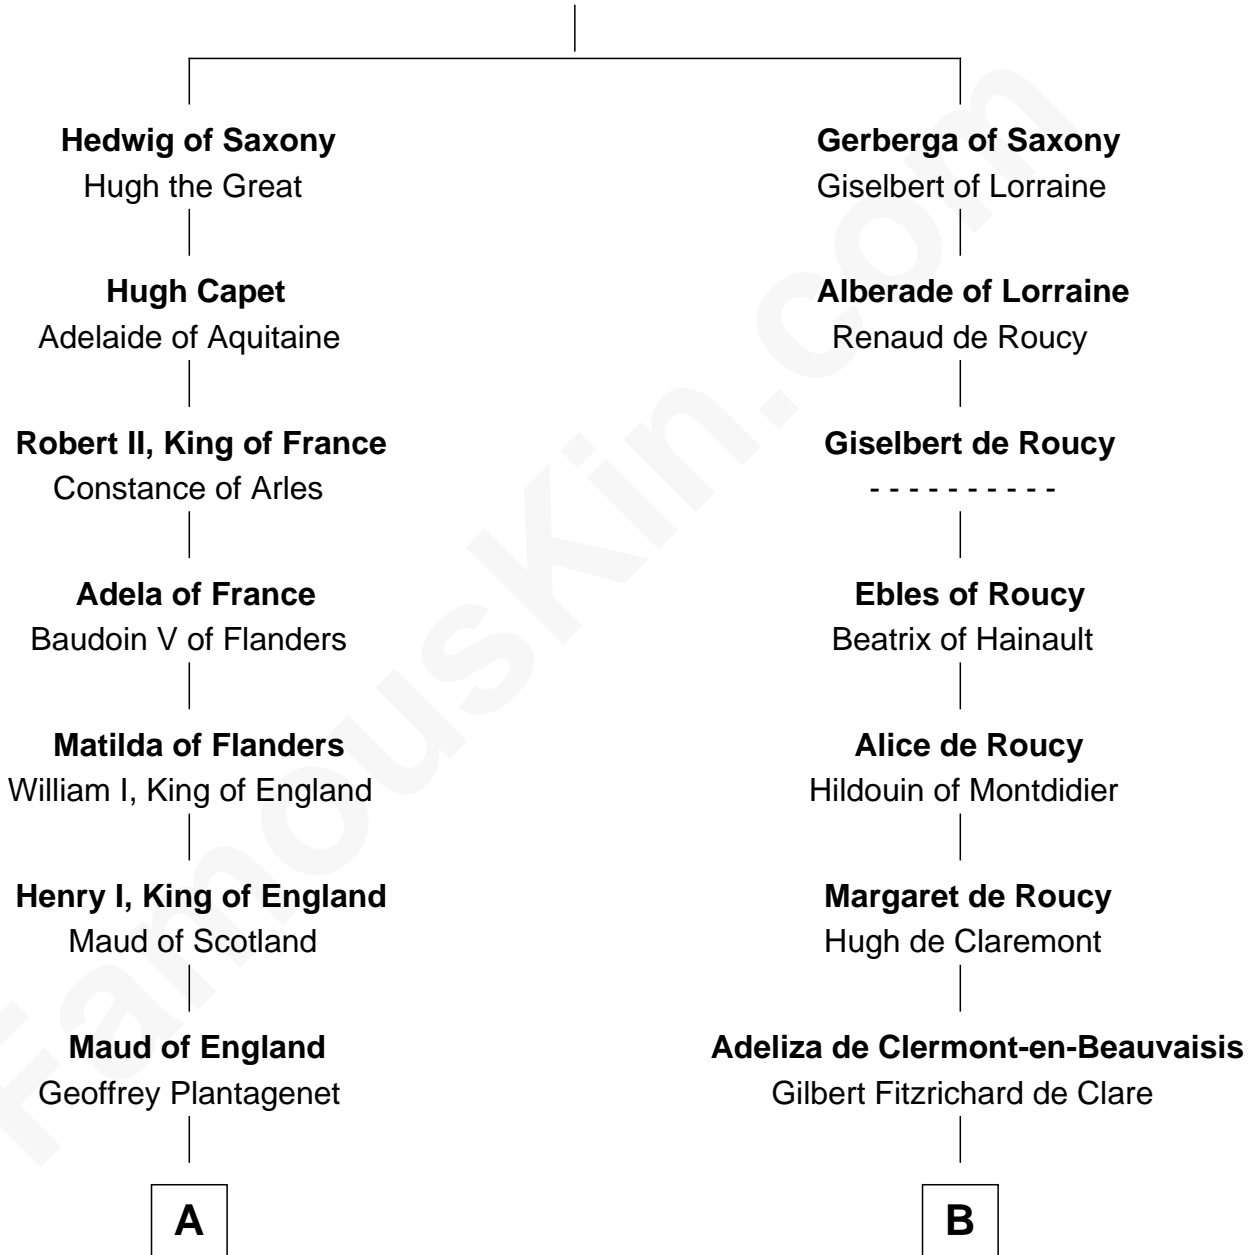 Hedwig of Saxony
Hugh the Great
Gerberga of Saxony
Giselbert of Lorraine
Hugh Capet
Adelaide of Aquitaine
Alberade of Lorraine
Renaud de Roucy
Robert II, King of France
Constance of Arles
Giselbert de Roucy
- - - - - - - - - -
Adela of France
Baudoin V of Flanders
Ebles of Roucy
Beatrix of Hainault
Matilda of Flanders
William I, King of England
Alice de Roucy
Hildouin of Montdidier
Henry I, King of England
Maud of Scotland
Margaret de Roucy
Hugh de Claremont
Maud of England
Geoffrey Plantagenet
Adeliza de Clermont-en-Beauvaisis
Gilbert Fitzrichard de Clare
A
B
FamousKin.com